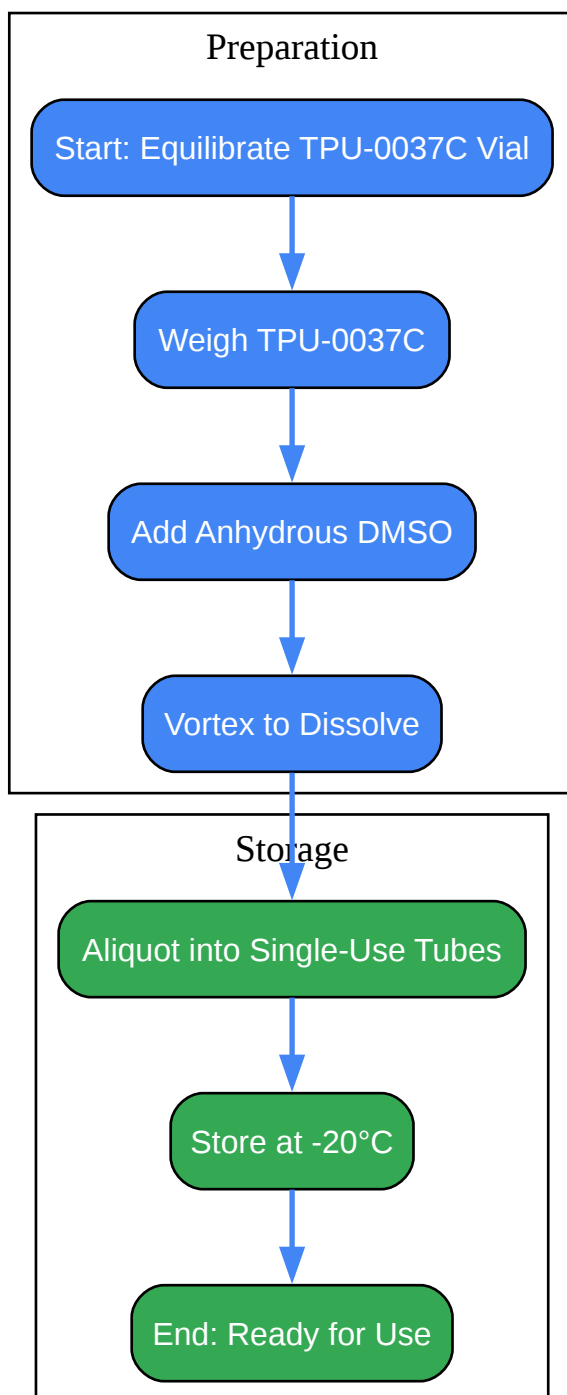 Preparation
Start: Equilibrate TPU-0037C Vial
Weigh TPU-0037C
Add Anhydrous DMSO
Vortex to Dissolve
Storage
Aliquot into Single-Use Tubes
Store at -20°C
End: Ready for Use